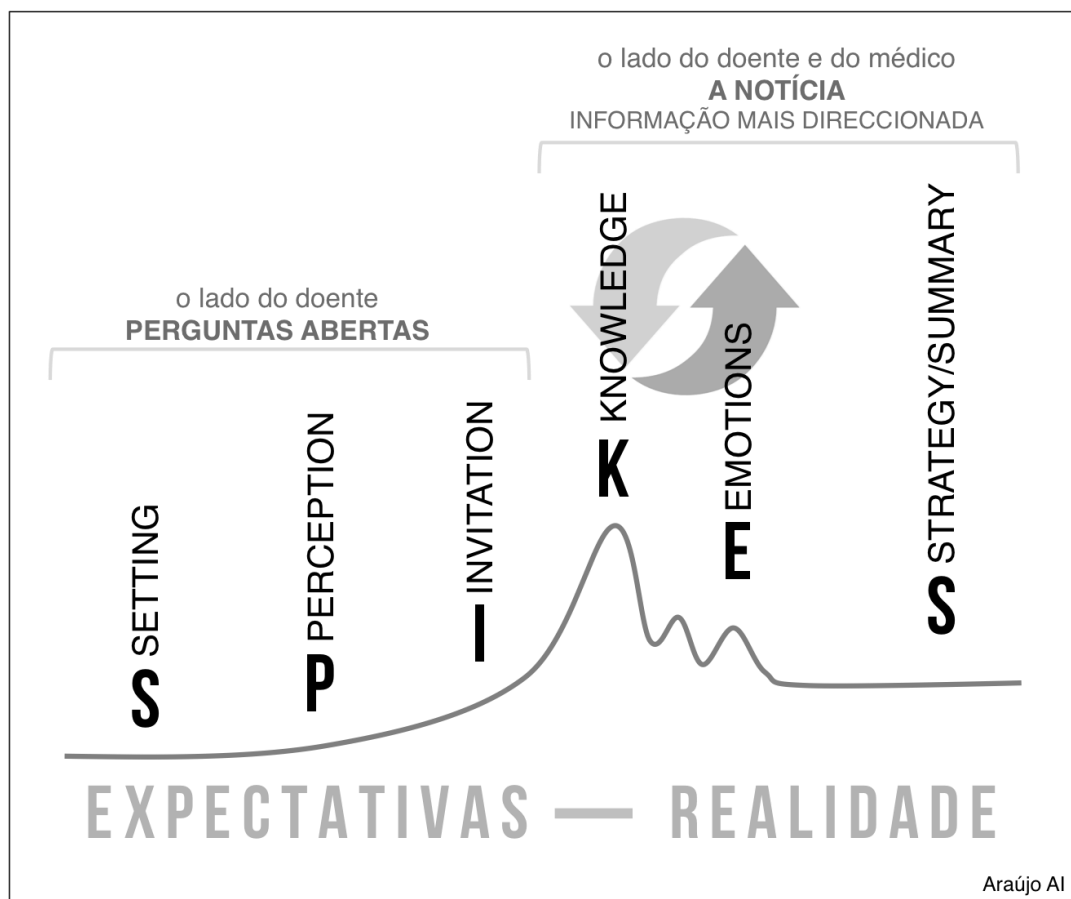 o lado do doente e do médico
A NOTÍCIA
INFORMAÇÃO MAIS DIRECCIONADA
o lado do doente
PERGUNTAS ABERTAS
S SETTING
P PERCEPTION
I INVITATION
K KNOWLEDGE
E EMOTIONS
S STRATEGY/SUMMARY
EXPECTATIVAS — REALIDADE
Araújo AI